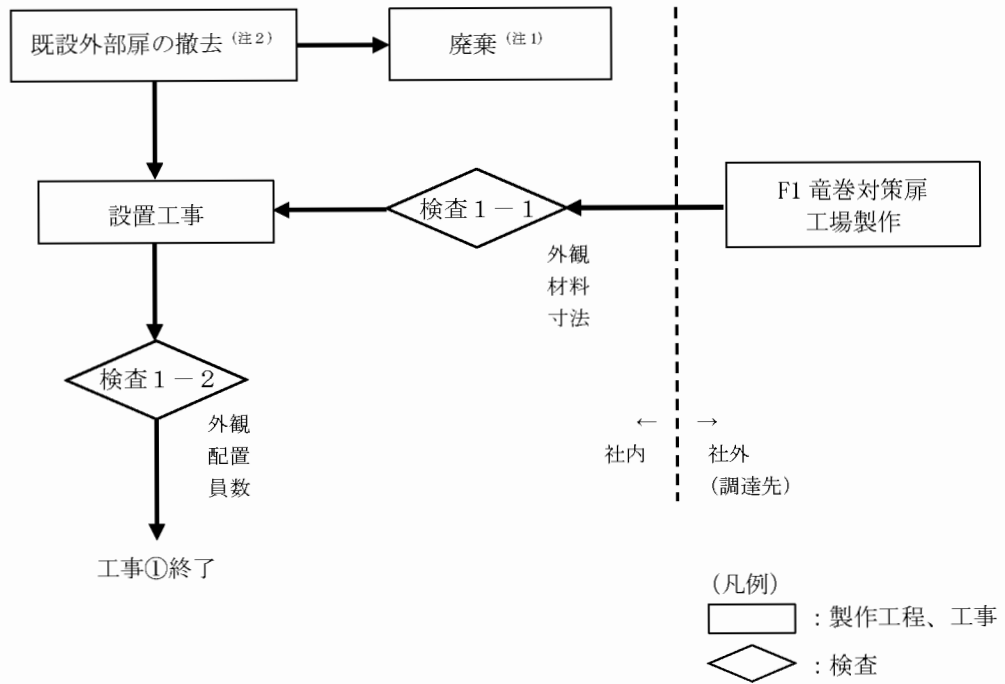 既設外部扉の撤去（注２）
廃棄（注１）
設置工事
検査１－１
F1 竜巻対策扉
工場製作
外観
材料
寸法
検査１－２
外観
配置
員数
←
社内
→
社外
（調達先）
工事①終了
（凡例）
：製作工程、工事
：検査